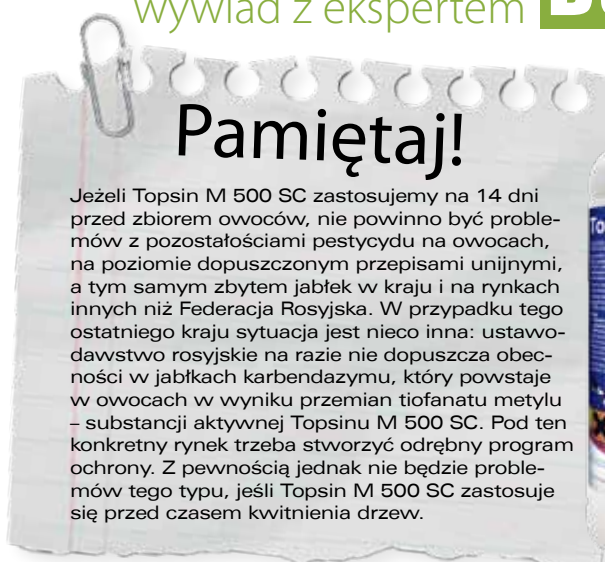 wywiad z ekspertem
Pamiętaj!
Jeżeli Topsin M 500 SC zastosujemy na 14 dni
przed zbiorem owoców, nie powinno być proble-
mów z pozostałościami pestycydu na owocach,
na poziomie dopuszczonym przepisami unijnymi,
a tym samym zbytem jabłek w kraju i na rynkach
innych niż Federacja Rosyjska. W przypadku tego
ostatniego kraju sytuacja jest nieco inna: ustawo-
dawstwo rosyjskie na razie nie dopuszcza obec-
ności w jabłkach karbendazymu, który powstaje
w owocach w wyniku przemian tiofanatu metylu
– substancji aktywnej Topsinu M 500 SC. Pod ten
konkretny rynek trzeba stworzyć odrębny program
ochrony. Z pewnością jednak nie będzie proble-
mów tego typu, jeśli Topsin M 500 SC zastosuje
się przed czasem kwitnienia drzew.